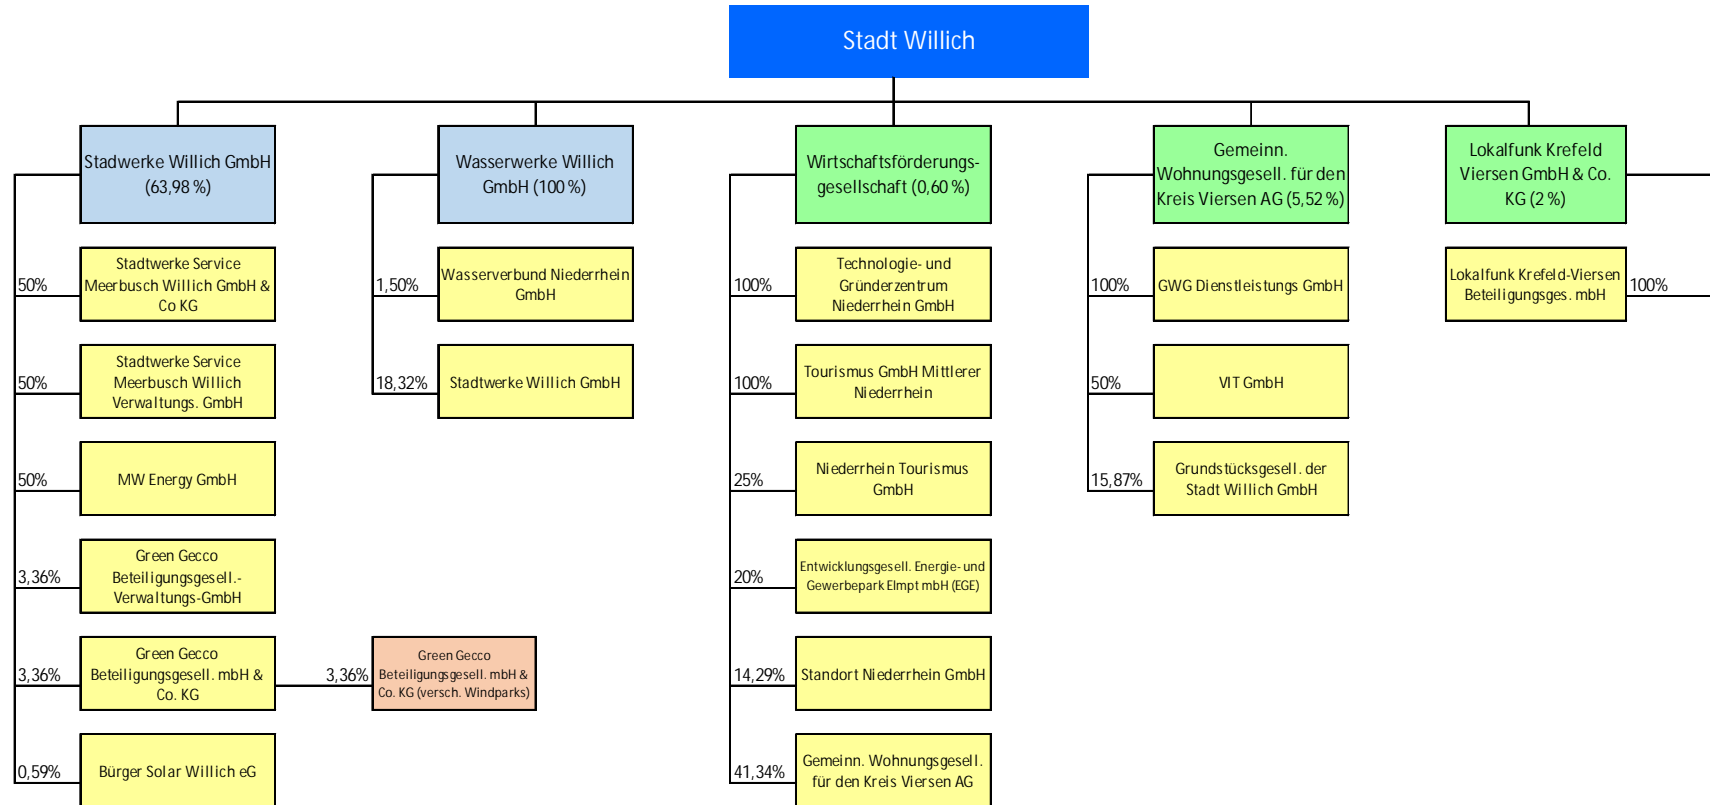 Stadt Willich
Stadwerke Willich GmbH
(63,98 %)
Wasserwerke Willich
GmbH (100 %)
Wirtschaftsförderungs-
gesellschaft (0,60 %)
Gemeinn.
Wohnungsgesell. für den
Kreis Viersen AG (5,52 %)
Lokalfunk Krefeld
Viersen GmbH & Co.
KG (2 %)
50%
Stadtwerke Service
Meerbusch Willich GmbH &
Co KG
50%
Stadtwerke Service
Meerbusch Willich
Verwaltungs. GmbH
50%
MW Energy GmbH
3,36%
Green Gecco
Beteiligungsgesell.-
Verwaltungs-GmbH
3,36%
Green Gecco
Beteiligungsgesell. mbH &
Co. KG
3,36%
Green Gecco
Beteiligungsgesell. mbH &
Co. KG (versch. Windparks)
0,59%
Bürger Solar Willich eG
1,50%
Wasserverbund Niederrhein
GmbH
18,32%
Stadtwerke Willich GmbH
100%
Technologie- und
Gründerzentrum
Niederrhein GmbH
100%
Tourismus GmbH Mittlerer
Niederrhein
25%
Niederrhein Tourismus
GmbH
20%
Entwicklungsgesell. Energie- und
Gewerbepark Elmpt mbH (EGE)
14,29%
Standort Niederrhein GmbH
41,34%
Gemeinn. Wohnungsgesell.
für den Kreis Viersen AG
100%
GWG Dienstleistungs GmbH
50%
VIT GmbH
15,87%
Grundstücksgesell. der
Stadt Willich GmbH
Lokalfunk Krefeld-Viersen
Beteiligungsges. mbH
100%